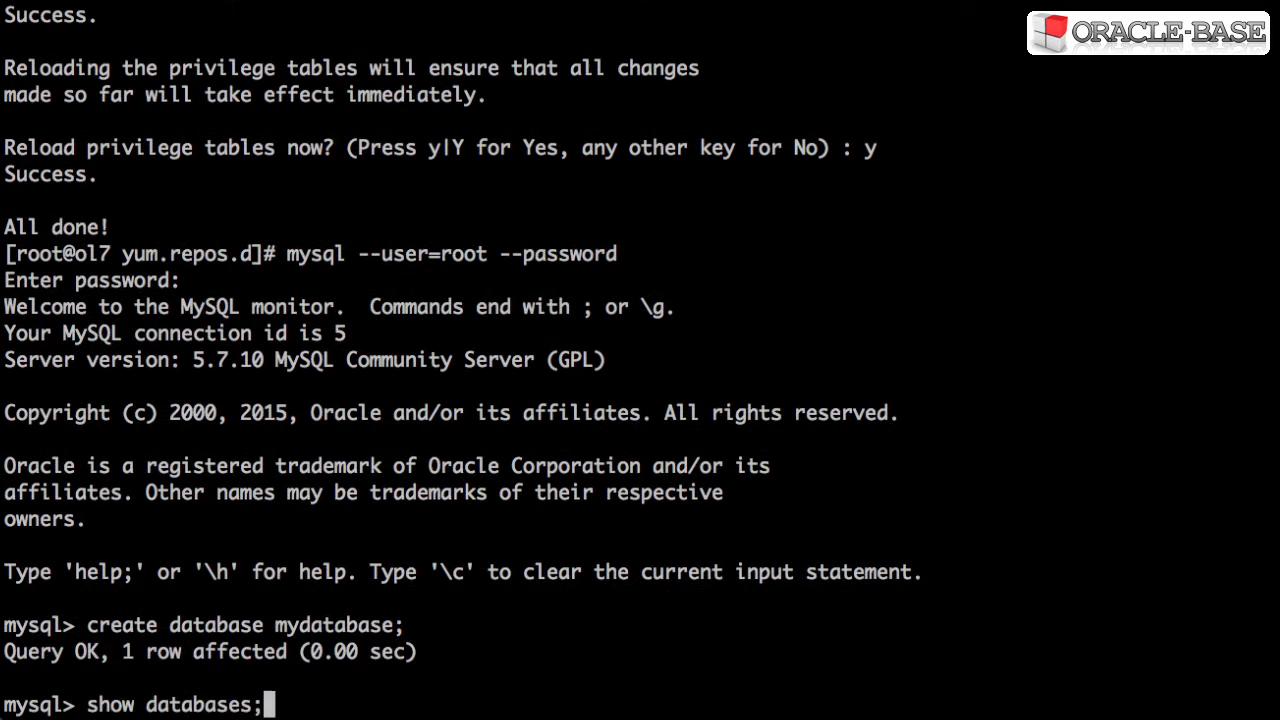 Success.
ORACLE-BASE
Reloading the privilege tables will ensure that all changes
made so far will take effect immediately.
Reload privilege tables now? (Press y|Y for Yes, any other key for No) : y
Success.
All done!
[root@ol7 yum.repos.d]# mysql --user=root --password
Enter password:
Welcome to the MySQL monitor.  Commands end with ; or \g.
Your MySQL connection id is 5
Server version: 5.7.10 MySQL Community Server (GPL)
Copyright (c) 2000, 2015, Oracle and/or its affiliates. All rights reserved.
Oracle is a registered trademark of Oracle Corporation and/or its
affiliates. Other names may be trademarks of their respective
owners.
Type 'help;' or '\h' for help. Type '\c' to clear the current input statement.
mysql> create database mydatabase;
Query OK, 1 row affected (0.00 sec)
mysql> show databases;